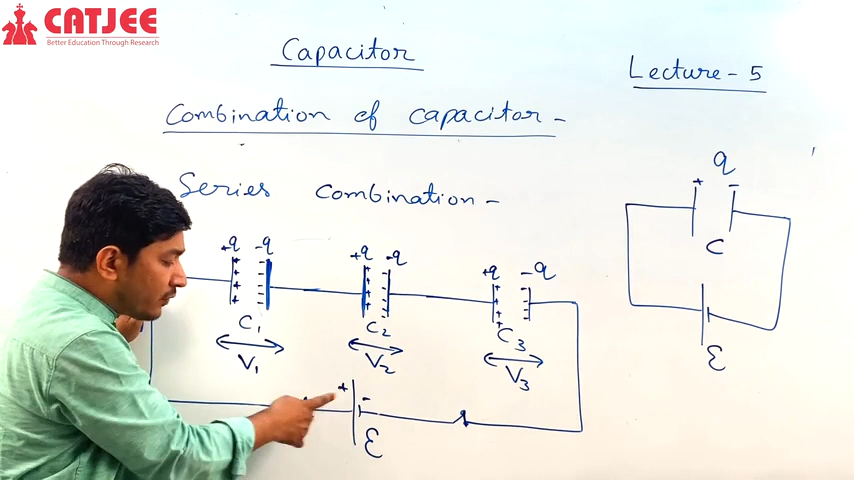 CATJEE
Better Education Through Research
Capacitor
Lecture - 5
Combination of capacitor -
Series Combination -
+q -q
+q -q
+q -q
C1
C2
C3
V1
V2
V3
+ -
ε
q
+ -
C
ε